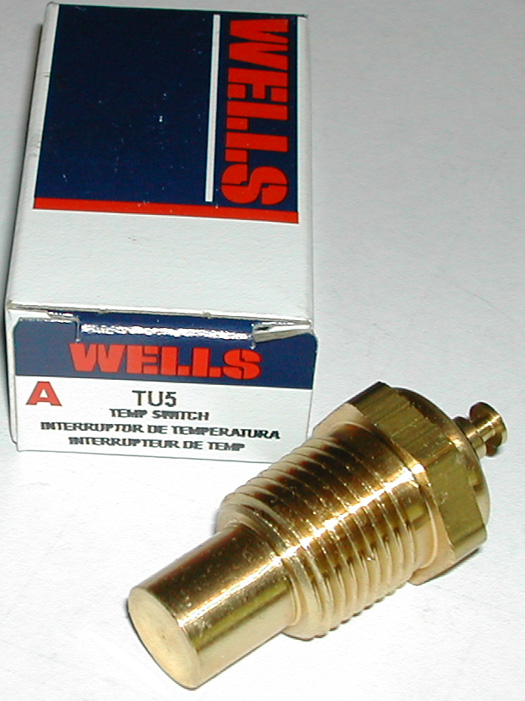 WELLS
WELLS
A
TU5
TEMP SWITCH
INTERRUPTOR DE TEMPERATURA
INTERRUPTEUR DE TEMP